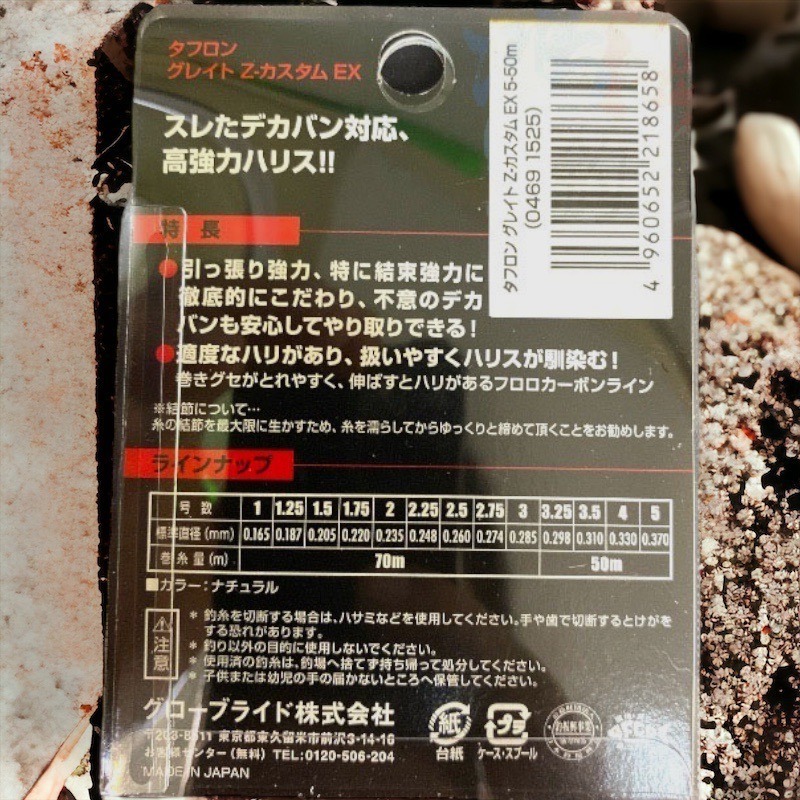 タフロン
グレイト Z-カスタム EX
スレたデカバン対応、
高強力ハリス!!
タフロン グレイト Z-カスタム EX 5-50m
(0469 1525)
4 960652 218658
特長
●引っ張り強力、特に結束強力に
徹底的にこだわり、不意のデカ
バンも安心してやり取りできる!
●適度なハリがあり、扱いやすくハリスが馴染む!
巻きグセがとれやすく、伸ばすとハリがあるフロロカーボンライン
※結節について…
糸の結節を最大限に生かすため、糸を濡らしてからゆっくりと締めて頂くことをお勧めします。
ラインナップ
号数 1 1.25 1.5 1.75 2 2.25 2.5 2.75 3 3.25 3.5 4 5
標準直径(mm) 0.165 0.187 0.205 0.220 0.235 0.248 0.260 0.274 0.285 0.298 0.310 0.330 0.370
巻糸量(m) 70m 50m
■カラー:ナチュラル
注意
* 釣糸を切断する場合は、ハサミなどを使用してください。手や歯で切断するとけがを
する恐れがあります。
* 釣り以外の目的に使用しないでください。
* 使用済の釣糸は、釣場へ捨てず持ち帰って処分してください。
* 子供または幼児の手の届かないところへ保管してください。
グローブライド株式会社
〒203-8511 東京都東久留米市前沢3-14-16
お客様センター(無料) TEL:0120-506-204
MADE IN JAPAN
紙
台紙
プラ
ケース・スプール